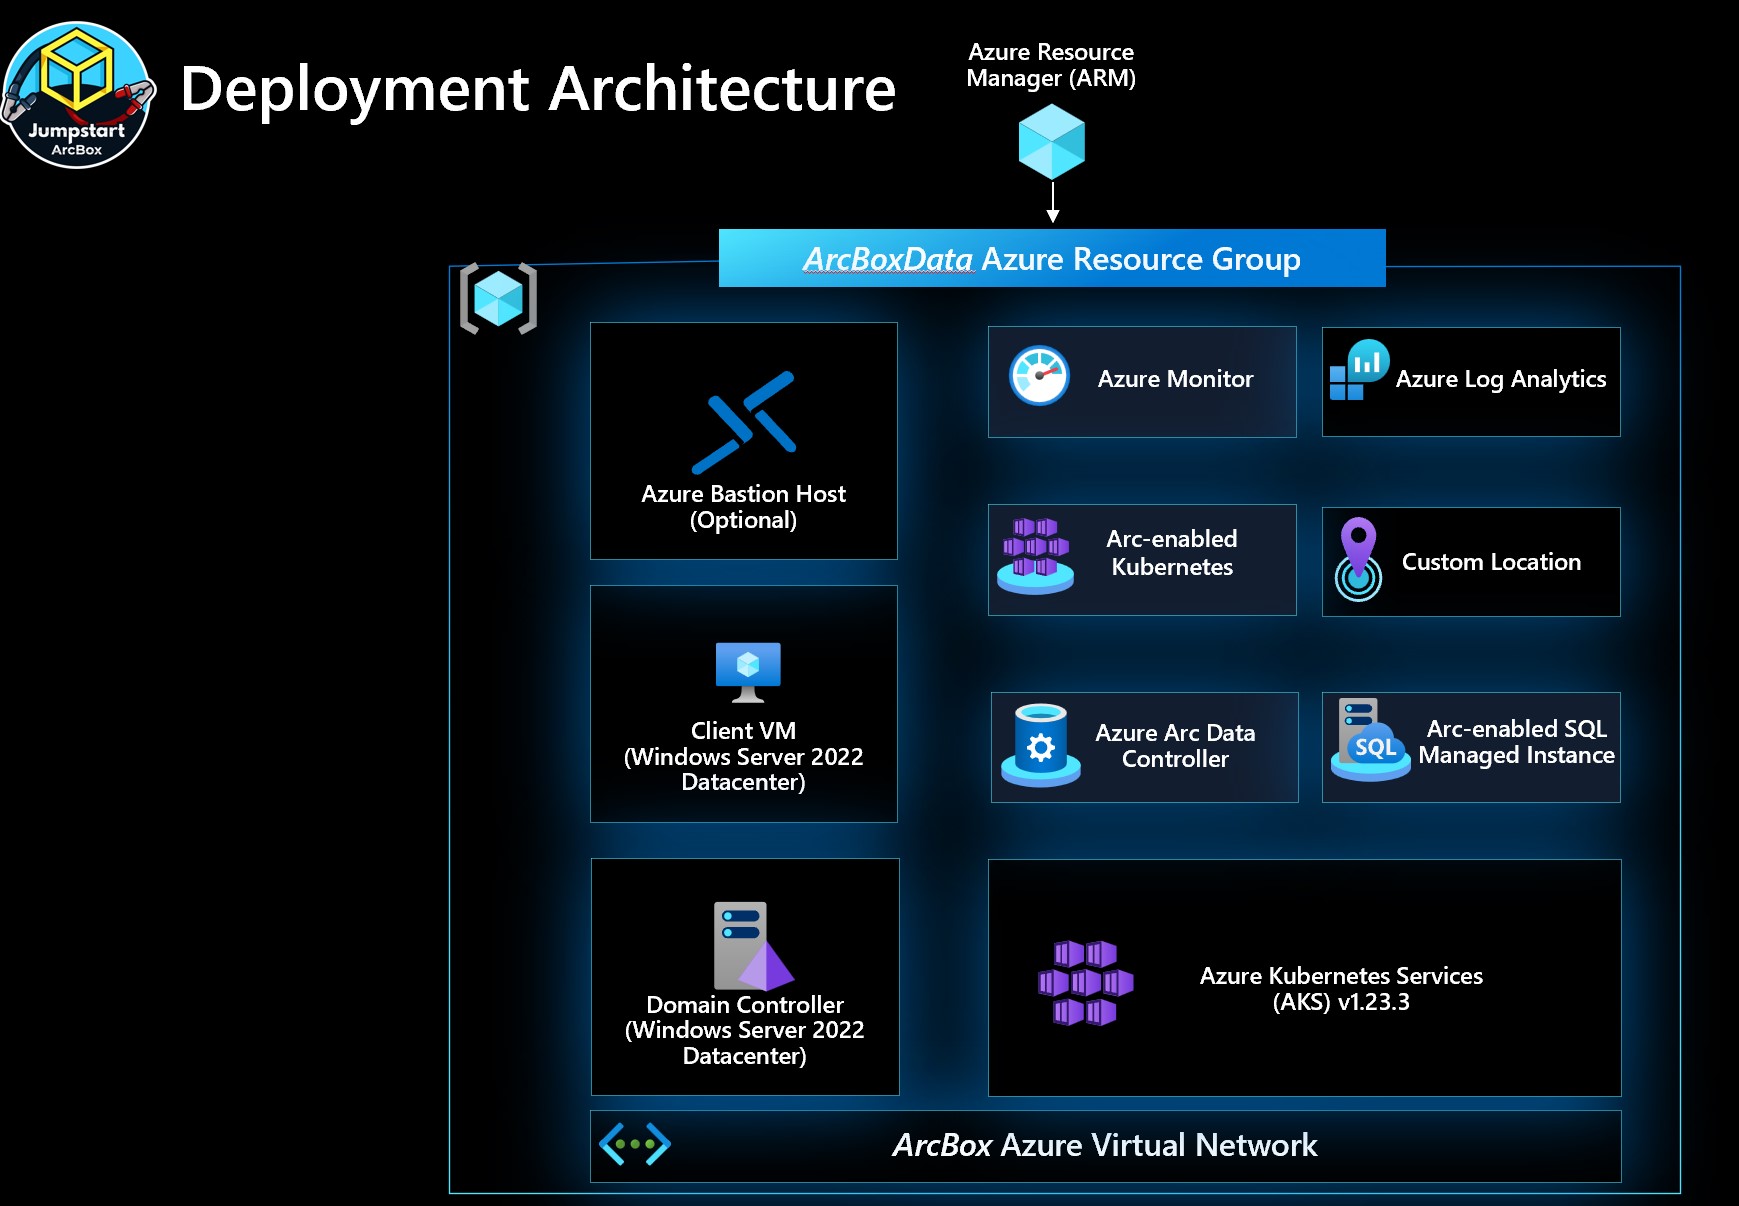 Jumpstart
ArcBox
Deployment Architecture
Azure Resource
Manager (ARM)
ArcBoxData Azure Resource Group
Azure Bastion Host
(Optional)
Azure Monitor
Azure Log Analytics
Arc-enabled
Kubernetes
Custom Location
Client VM
(Windows Server 2022
Datacenter)
Azure Arc Data
Controller
SQL
Arc-enabled SQL
Managed Instance
Domain Controller
(Windows Server 2022
Datacenter)
Azure Kubernetes Services
(AKS) v1.23.3
ArcBox Azure Virtual Network